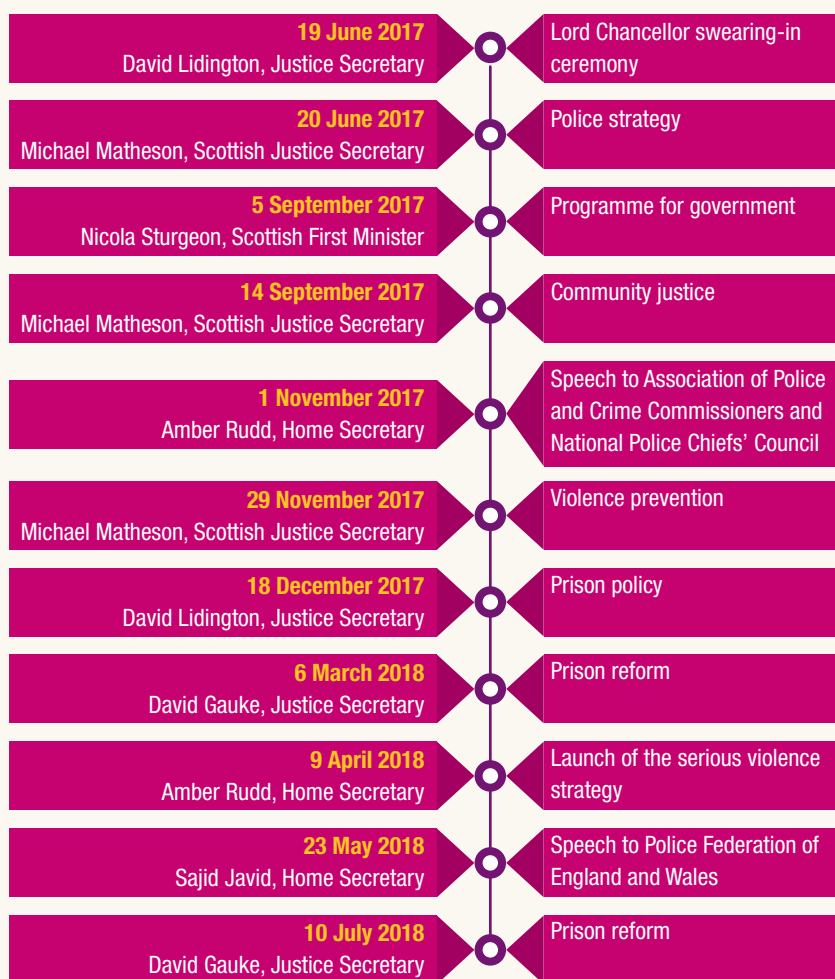 19 June 2017
David Lidington, Justice Secretary
Lord Chancellor swearing-in
ceremony
20 June 2017
Michael Matheson, Scottish Justice Secretary
Police strategy
5 September 2017
Nicola Sturgeon, Scottish First Minister
Programme for government
14 September 2017
Michael Matheson, Scottish Justice Secretary
Community justice
1 November 2017
Amber Rudd, Home Secretary
Speech to Association of Police
and Crime Commissioners and
National Police Chiefs’ Council
29 November 2017
Michael Matheson, Scottish Justice Secretary
Violence prevention
18 December 2017
David Lidington, Justice Secretary
Prison policy
6 March 2018
David Gauke, Justice Secretary
Prison reform
9 April 2018
Amber Rudd, Home Secretary
Launch of the serious violence
strategy
23 May 2018
Sajid Javid, Home Secretary
Speech to Police Federation of
England and Wales
10 July 2018
David Gauke, Justice Secretary
Prison reform